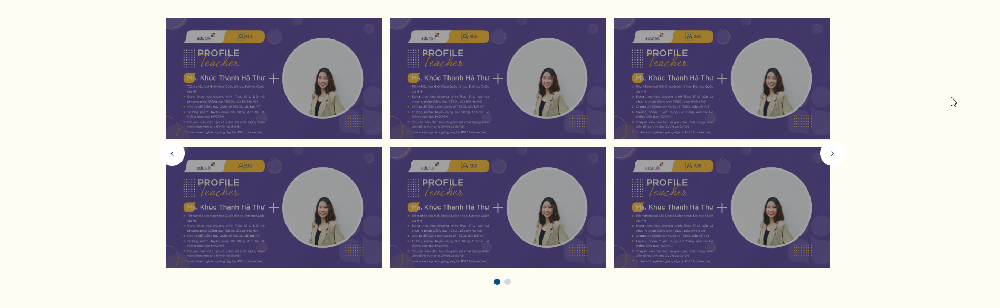 edutalk
PROFILE
Teacher
Ms. Khúc Thanh Hà Thư
> Tốt nghiệp loại Giỏi Khoa Quốc tế học, Đại học Quốc
gia HN
> Đang theo học chương trình Thạc Sĩ Lí luận và
phương pháp Giảng dạy TESOL của ĐH Hà Nội
> Chứng chỉ Giảng dạy Quốc tế TESOL cấp bởi AIT
> Trưởng nhóm Tuyển dụng GV Tiếng Anh tại Hệ
thống giáo dục HOCMAI
> Chuyên viên đào tạo và giám sát chất lượng Giáo
viên tiếng Anh cho GVVN và GVNN
> 5 năm kinh nghiệm giảng dạy tại KSC, Eduteacher,...
edutalk
PROFILE
Teacher
Ms. Khúc Thanh Hà Thư
> Tốt nghiệp loại Giỏi Khoa Quốc tế học, Đại học Quốc
gia HN
> Đang theo học chương trình Thạc Sĩ Lí luận và
phương pháp Giảng dạy TESOL của ĐH Hà Nội
> Chứng chỉ Giảng dạy Quốc tế TESOL cấp bởi AIT
> Trưởng nhóm Tuyển dụng GV Tiếng Anh tại Hệ
thống giáo dục HOCMAI
> Chuyên viên đào tạo và giám sát chất lượng Giáo
viên tiếng Anh cho GVVN và GVNN
> 5 năm kinh nghiệm giảng dạy tại KSC, Eduteacher,...
edutalk
PROFILE
Teacher
Ms. Khúc Thanh Hà Thư
> Tốt nghiệp loại Giỏi Khoa Quốc tế học, Đại học Quốc
gia HN
> Đang theo học chương trình Thạc Sĩ Lí luận và
phương pháp Giảng dạy TESOL của ĐH Hà Nội
> Chứng chỉ Giảng dạy Quốc tế TESOL cấp bởi AIT
> Trưởng nhóm Tuyển dụng GV Tiếng Anh tại Hệ
thống giáo dục HOCMAI
> Chuyên viên đào tạo và giám sát chất lượng Giáo
viên tiếng Anh cho GVVN và GVNN
> 5 năm kinh nghiệm giảng dạy tại KSC, Eduteacher,...
edutalk
PROFILE
Teacher
Ms. Khúc Thanh Hà Thư
> Tốt nghiệp loại Giỏi Khoa Quốc tế học, Đại học Quốc
gia HN
> Đang theo học chương trình Thạc Sĩ Lí luận và
phương pháp Giảng dạy TESOL của ĐH Hà Nội
> Chứng chỉ Giảng dạy Quốc tế TESOL cấp bởi AIT
> Trưởng nhóm Tuyển dụng GV Tiếng Anh tại Hệ
thống giáo dục HOCMAI
> Chuyên viên đào tạo và giám sát chất lượng Giáo
viên tiếng Anh cho GVVN và GVNN
> 5 năm kinh nghiệm giảng dạy tại KSC, Eduteacher,...
edutalk
PROFILE
Teacher
Ms. Khúc Thanh Hà Thư
> Tốt nghiệp loại Giỏi Khoa Quốc tế học, Đại học Quốc
gia HN
> Đang theo học chương trình Thạc Sĩ Lí luận và
phương pháp Giảng dạy TESOL của ĐH Hà Nội
> Chứng chỉ Giảng dạy Quốc tế TESOL cấp bởi AIT
> Trưởng nhóm Tuyển dụng GV Tiếng Anh tại Hệ
thống giáo dục HOCMAI
> Chuyên viên đào tạo và giám sát chất lượng Giáo
viên tiếng Anh cho GVVN và GVNN
> 5 năm kinh nghiệm giảng dạy tại KSC, Eduteacher,...
edutalk
PROFILE
Teacher
Ms. Khúc Thanh Hà Thư
> Tốt nghiệp loại Giỏi Khoa Quốc tế học, Đại học Quốc
gia HN
> Đang theo học chương trình Thạc Sĩ Lí luận và
phương pháp Giảng dạy TESOL của ĐH Hà Nội
> Chứng chỉ Giảng dạy Quốc tế TESOL cấp bởi AIT
> Trưởng nhóm Tuyển dụng GV Tiếng Anh tại Hệ
thống giáo dục HOCMAI
> Chuyên viên đào tạo và giám sát chất lượng Giáo
viên tiếng Anh cho GVVN và GVNN
> 5 năm kinh nghiệm giảng dạy tại KSC, Eduteacher,...